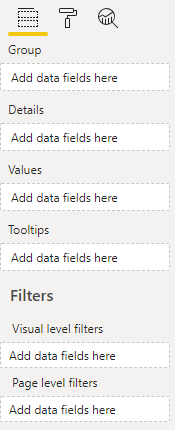 Group
Add data fields here
Details
Add data fields here
Values
Add data fields here
Tooltips
Add data fields here
Filters
Visual level filters
Add data fields here
Page level filters
Add data fields here